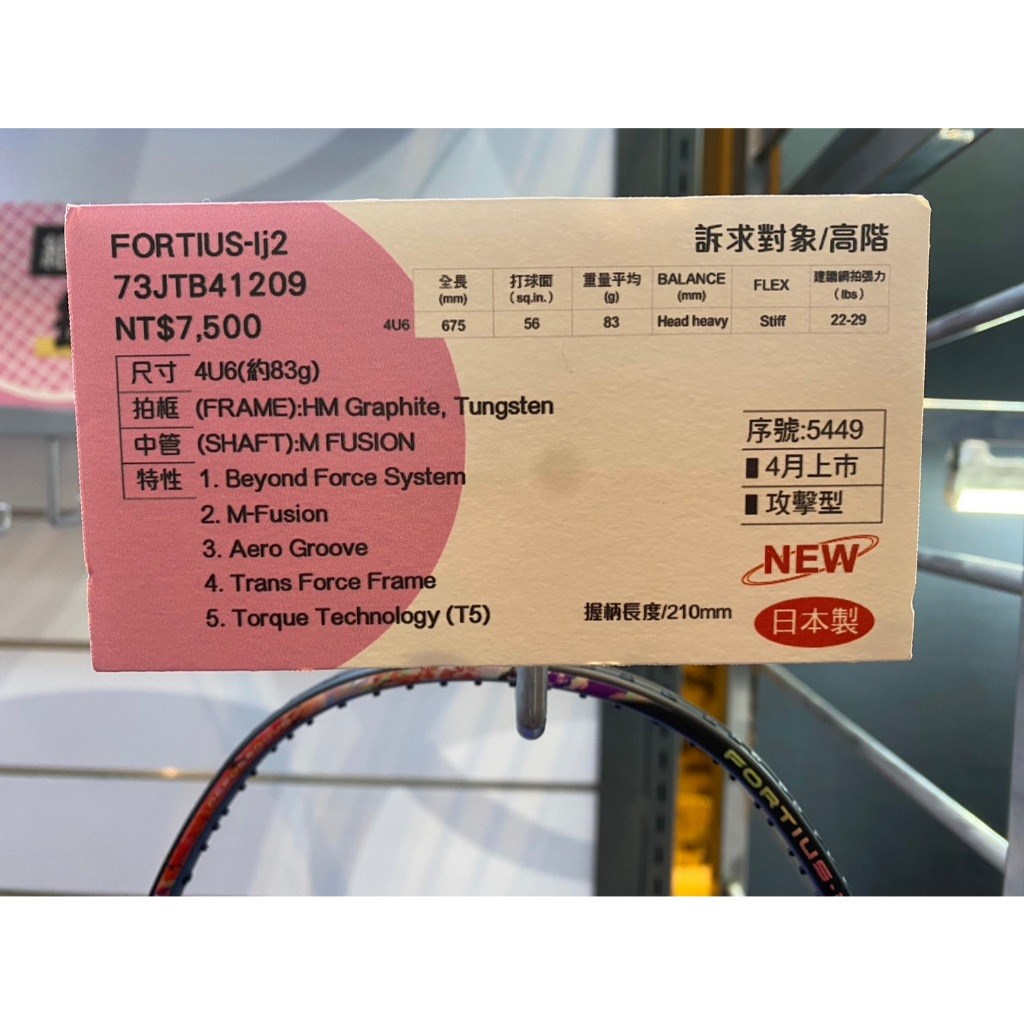 FORTIUS-lj2
73JTB41209
NT$7,500
訴求對象/高階
全長 (mm) 打球面 (sq.in.) 重量平均 (g) BALANCE (mm) FLEX 建議網拍張力 (lbs)
4U6 675 56 83 Head heavy Stiff 22-29
尺寸 4U6(約83g)
拍框 (FRAME):HM Graphite, Tungsten
中管 (SHAFT):M FUSION
特性 1. Beyond Force System
2. M-Fusion
3. Aero Groove
4. Trans Force Frame
5. Torque Technology (T5)
序號:5449
4月上市
攻擊型
NEW
日本製
握柄長度/210mm
FORTIUS-